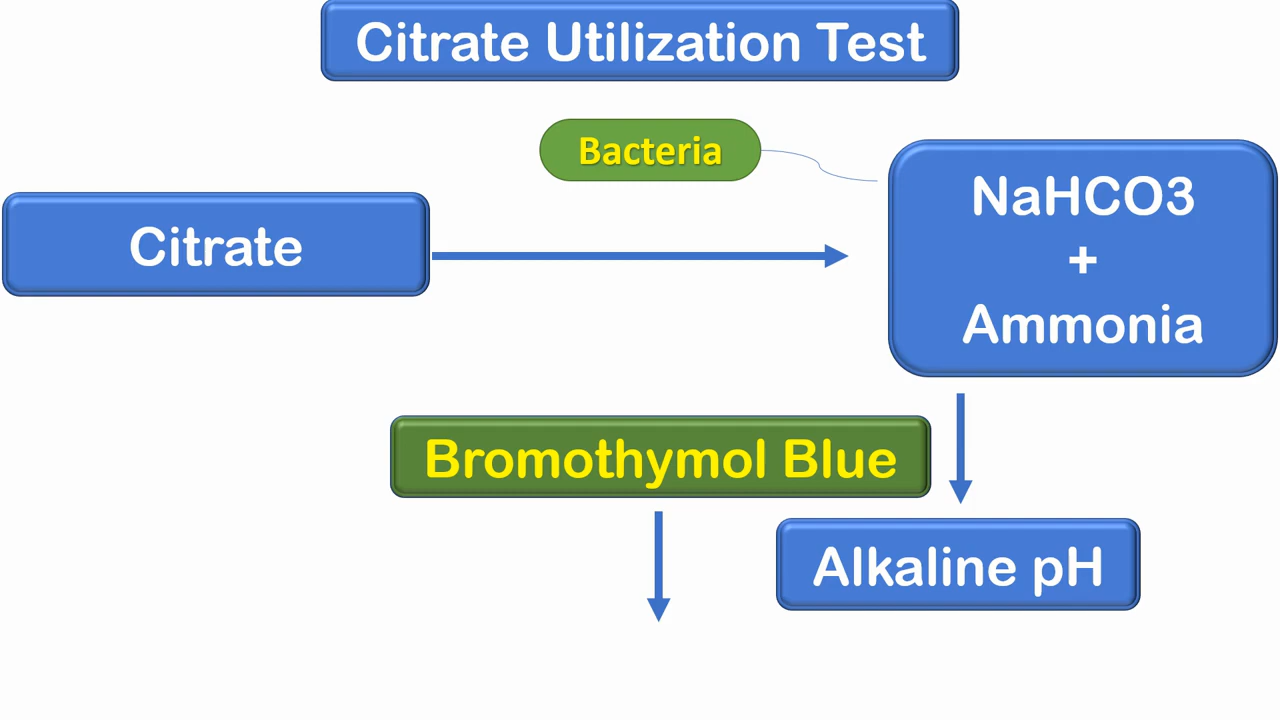 Citrate Utilization Test
Bacteria
Citrate
NaHCO3
+
Ammonia
Bromothymol Blue
Alkaline pH